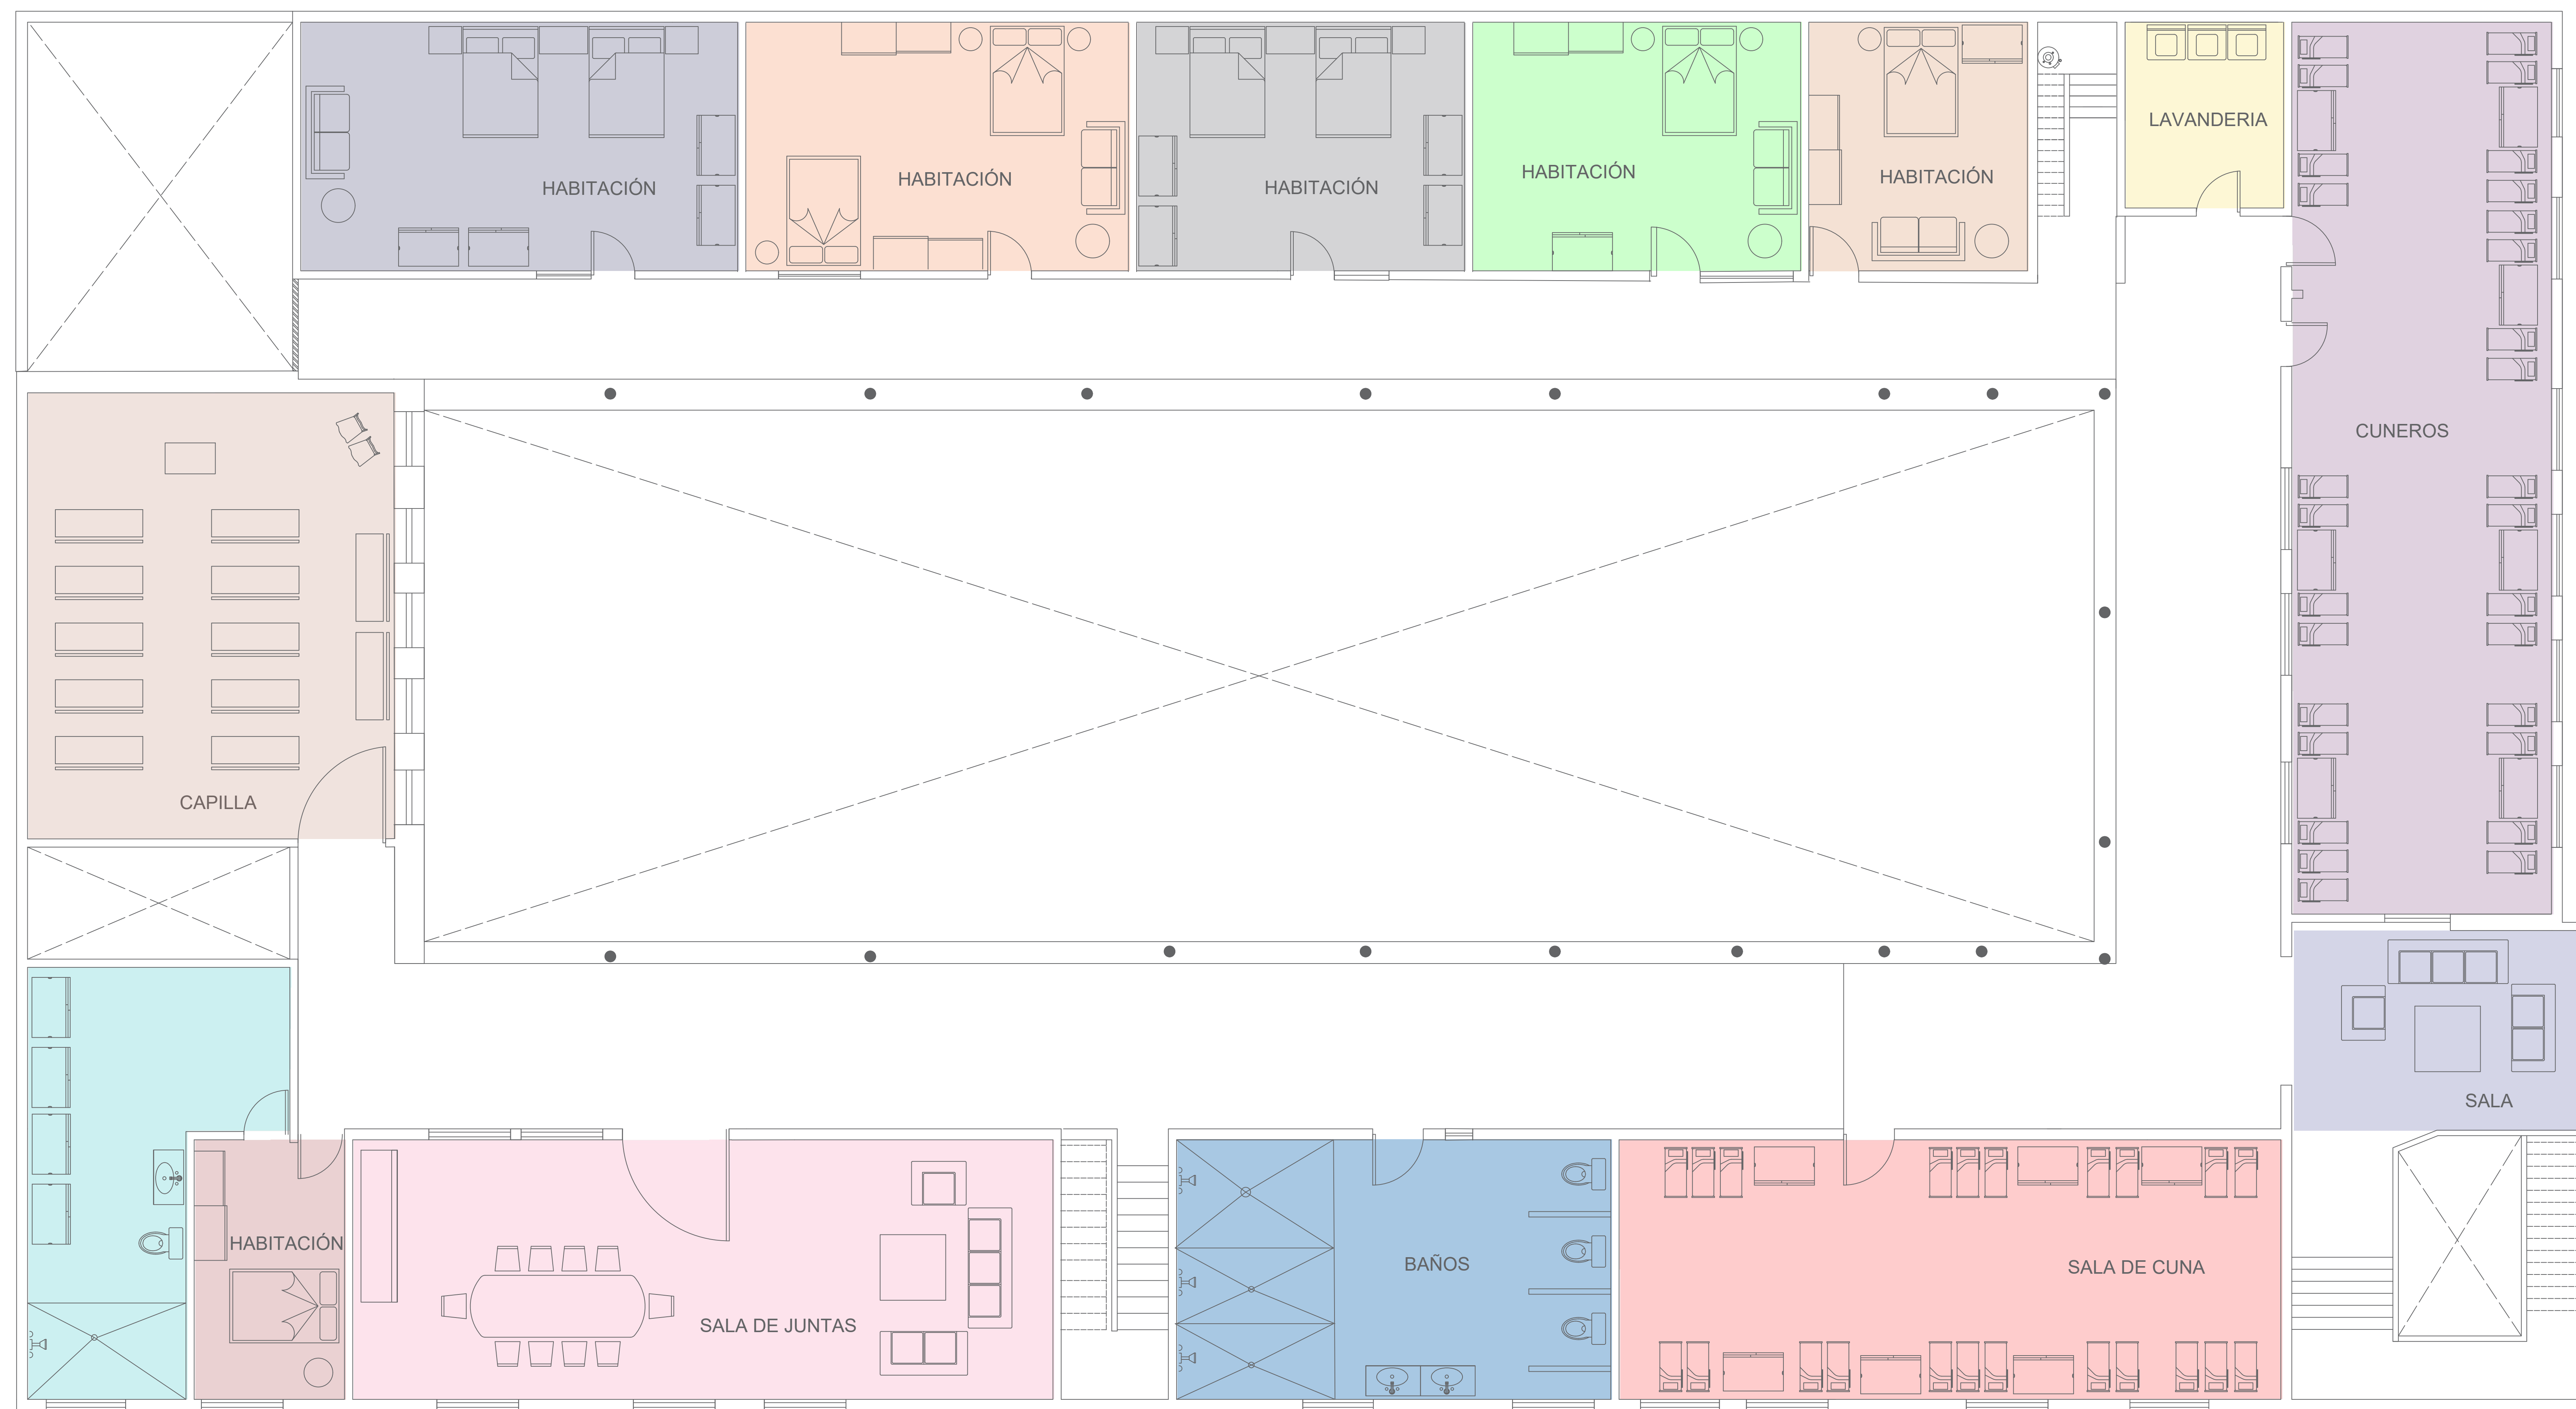 LAVANDERIA
HABITACIÓN
HABITACIÓN
HABITACIÓN
HABITACIÓN
HABITACIÓN
CUNEROS
CAPILLA
SALA
HABITACIÓN
BAÑOS
SALA DE CUNA
SALA DE JUNTAS